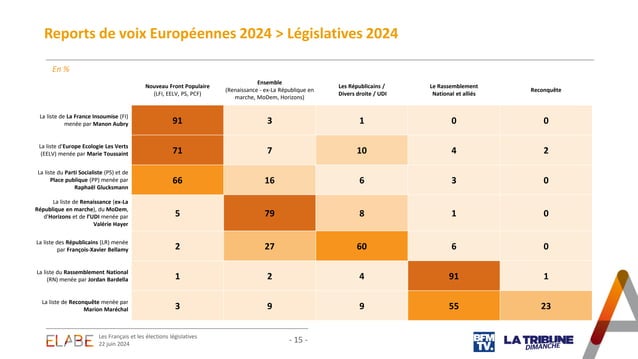 Reports de voix Européennes 2024 > Législatives 2024
En %
Nouveau Front Populaire
(LFI, EELV, PS, PCF)
Ensemble
(Renaissance - ex-La République en
marche, MoDem, Horizons)
Les Républicains /
Divers droite / UDI
Le Rassemblement
National et alliés
Reconquête
La liste de La France Insoumise (FI)
menée par Manon Aubry
91 3 1 0 0
La liste d'Europe Ecologie Les Verts
(EELV) menée par Marie Toussaint
71 7 10 4 2
La liste du Parti Socialiste (PS) et de
Place publique (PP) menée par
Raphaël Glucksmann
66 16 6 3 0
La liste de Renaissance (ex-La
République en marche), du MoDem,
d'Horizons et de l'UDI menée par
Valérie Hayer
5 79 8 1 0
La liste des Républicains (LR) menée
par François-Xavier Bellamy
2 27 60 6 0
La liste du Rassemblement National
(RN) menée par Jordan Bardella
1 2 4 91 1
La liste de Reconquête menée par
Marion Maréchal
3 9 9 55 23
ELABE
Les Français et les élections législatives
22 juin 2024
- 15 -
BFM
TV.
LA TRIBUNE
DIMANCHE